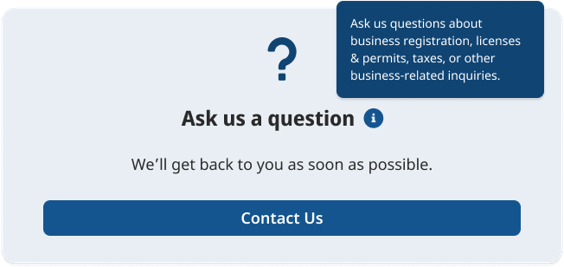 Ask us questions about
business registration, licenses
& permits, taxes, or other
business-related inquiries.
?
Ask us a question i
We’ll get back to you as soon as possible.
Contact Us